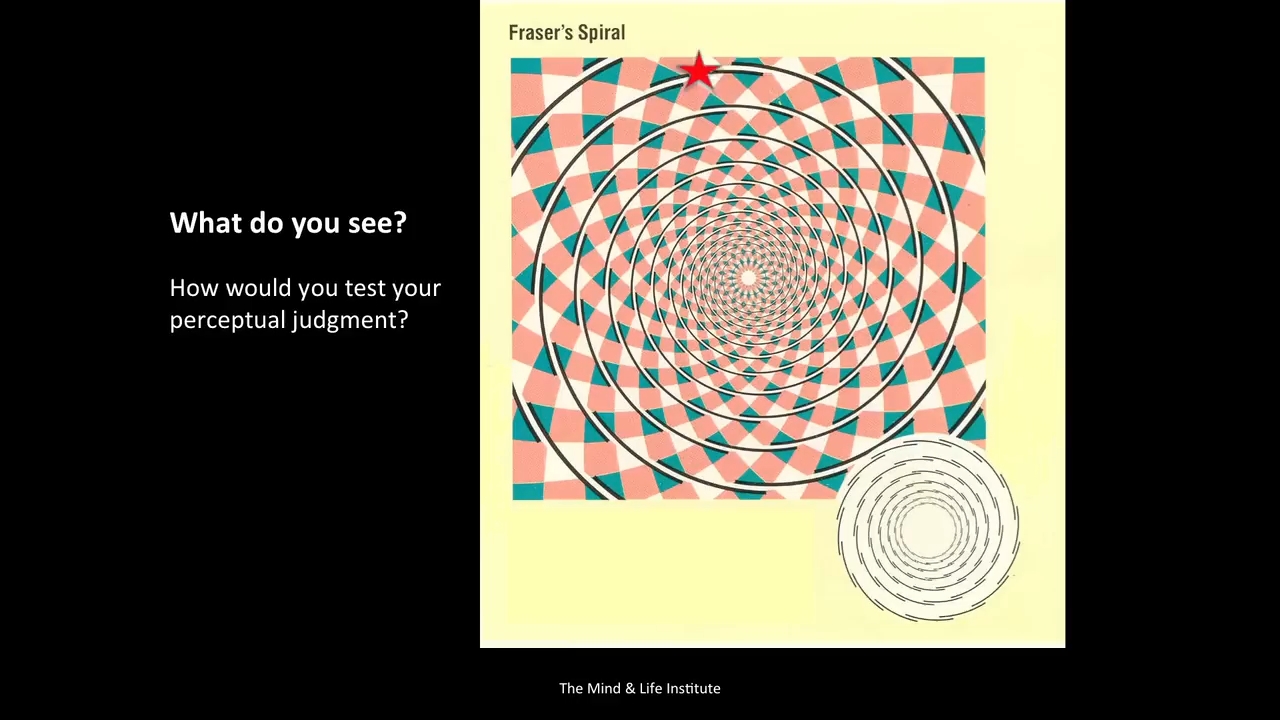 Fraser's Spiral
What do you see?
How would you test your
perceptual judgment?
The Mind & Life Institute